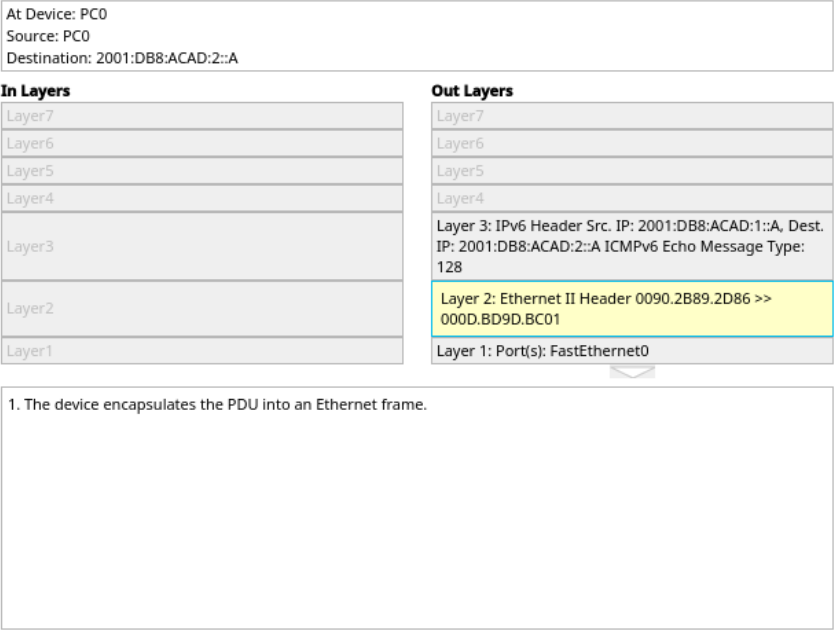 At Device: PC0
Source: PC0
Destination: 2001:DB8:ACAD:2::A
In Layers
Layer7
Layer6
Layer5
Layer4
Layer3
Layer2
Layer1
Out Layers
Layer7
Layer6
Layer5
Layer4
Layer 3: IPv6 Header Src. IP: 2001:DB8:ACAD:1::A, Dest.
IP: 2001:DB8:ACAD:2::A ICMPv6 Echo Message Type:
128
Layer 2: Ethernet II Header 0090.2B89.2D86 >>
000D.BD9D.BC01
Layer 1: Port(s): FastEthernet0
1. The device encapsulates the PDU into an Ethernet frame.